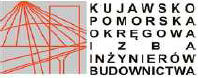 KUJAWSKO
POMORSKA
OKRĘGOWA
IZBA
INŻYNIERÓW
BUDOWNICTWA